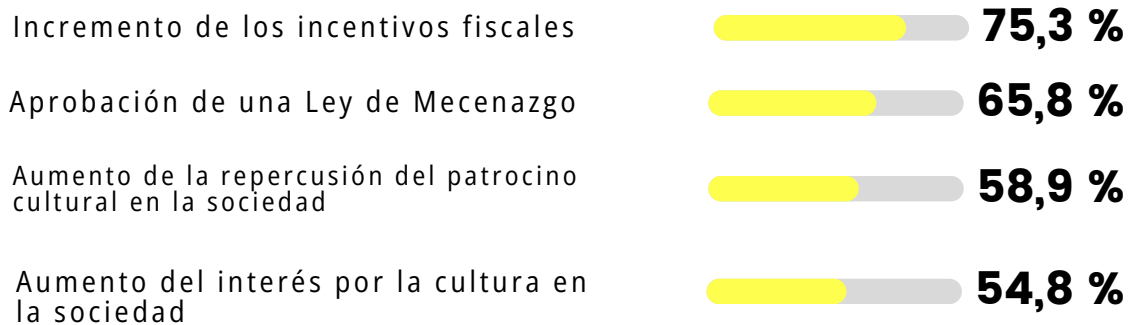 Incremento de los incentivos fiscales 75,3 %
Aprobación de una Ley de Mecenazgo 65,8 %
Aumento de la repercusión del patrocino
cultural en la sociedad 58,9 %
Aumento del interés por la cultura en
la sociedad 54,8 %